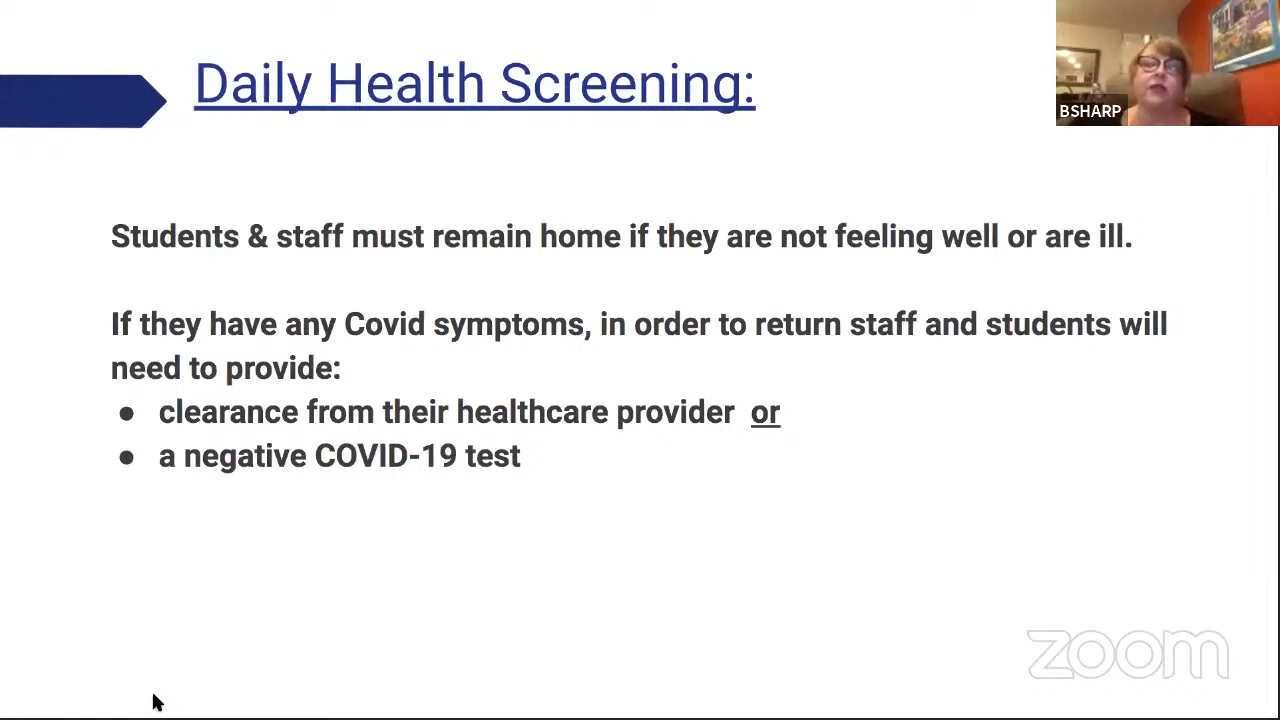 Daily Health Screening:
BSHARP
Students & staff must remain home if they are not feeling well or are ill.
If they have any Covid symptoms, in order to return staff and students will
need to provide:
● clearance from their healthcare provider or
● a negative COVID-19 test
zoom